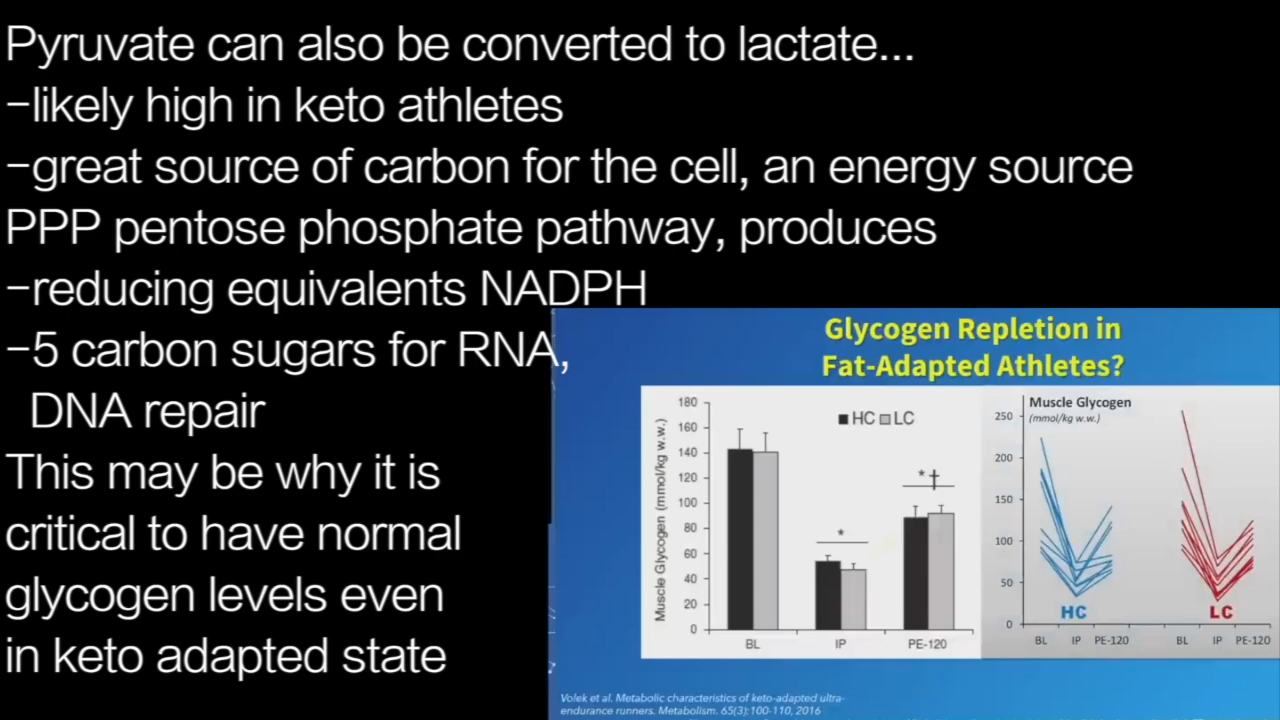 Pyruvate can also be converted to lactate...
-likely high in keto athletes
-great source of carbon for the cell, an energy source
PPP pentose phosphate pathway, produces
-reducing equivalents NADPH
-5 carbon sugars for RNA,
DNA repair
This may be why it is
critical to have normal
glycogen levels even
in keto adapted state
Glycogen Repletion in
Fat-Adapted Athletes?
Muscle Glycogen (mmol/kg w.w.)
180
160
140
120
100
80
60
40
20
0
HC LC
*
* †
BL IP PE-120
Muscle Glycogen
(mmol/kg w.w.)
250
200
150
100
50
0
HC LC
BL IP PE-120 BL IP PE-120
Volek et al. Metabolic characteristics of keto-adapted ultra-
endurance runners. Metabolism. 65(3):100-110, 2016